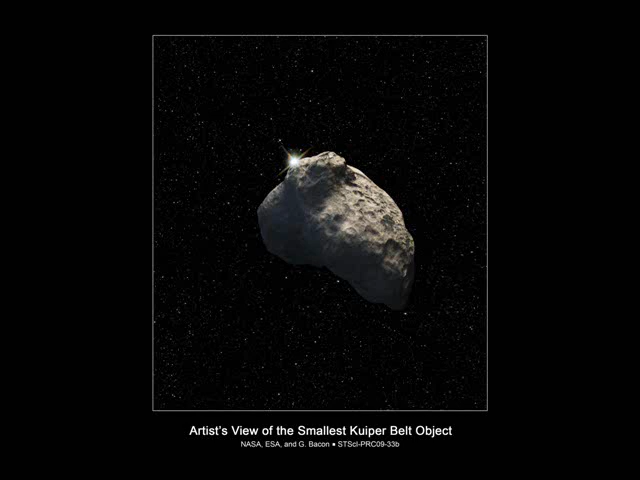 Artist's View of the Smallest Kuiper Belt Object
NASA, ESA, and G. Bacon ▪ STScI-PRC09-33b